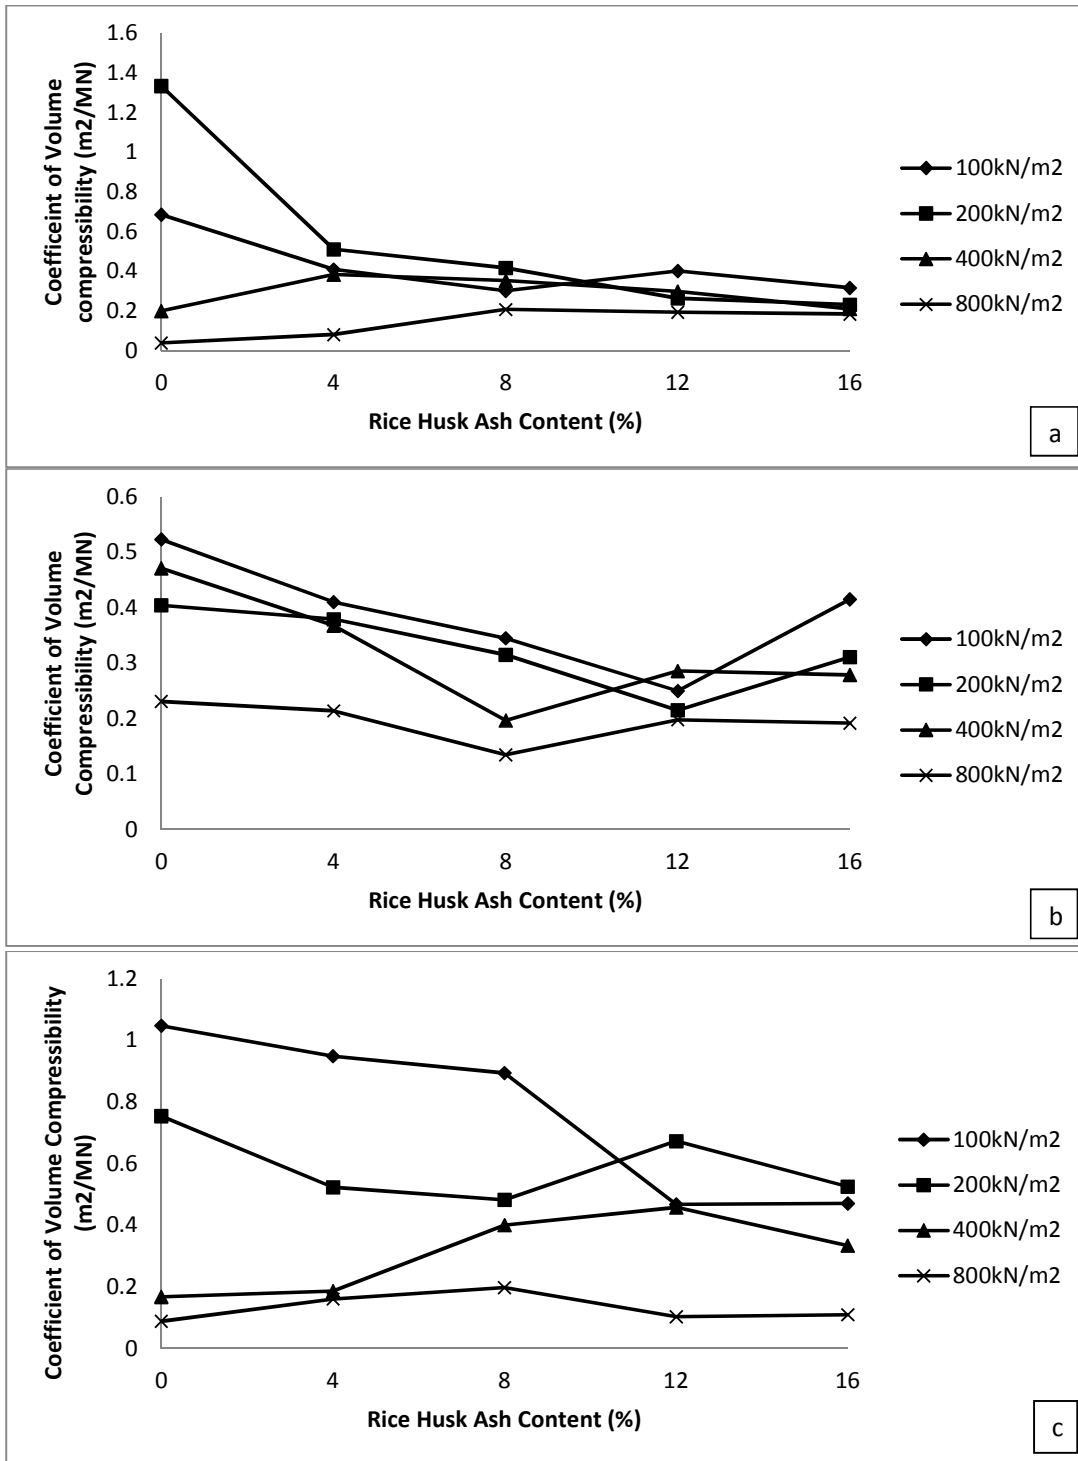 1.6
1.4
1.2
1
0.8
0.6
0.4
0.2
0
Coefficeint of Volume
compressibility (m2/MN)
0 4 8 12 16
Rice Husk Ash Content (%)
100kN/m2
200kN/m2
400kN/m2
800kN/m2
a
0.6
0.5
0.4
0.3
0.2
0.1
0
Coefficient of Volume
Compressibility (m2/MN)
0 4 8 12 16
Rice Husk Ash Content (%)
100kN/m2
200kN/m2
400kN/m2
800kN/m2
b
1.2
1
0.8
0.6
0.4
0.2
0
Coefficient of Volume Compressibility
(m2/MN)
0 4 8 12 16
Rice Husk Ash Content (%)
100kN/m2
200kN/m2
400kN/m2
800kN/m2
c